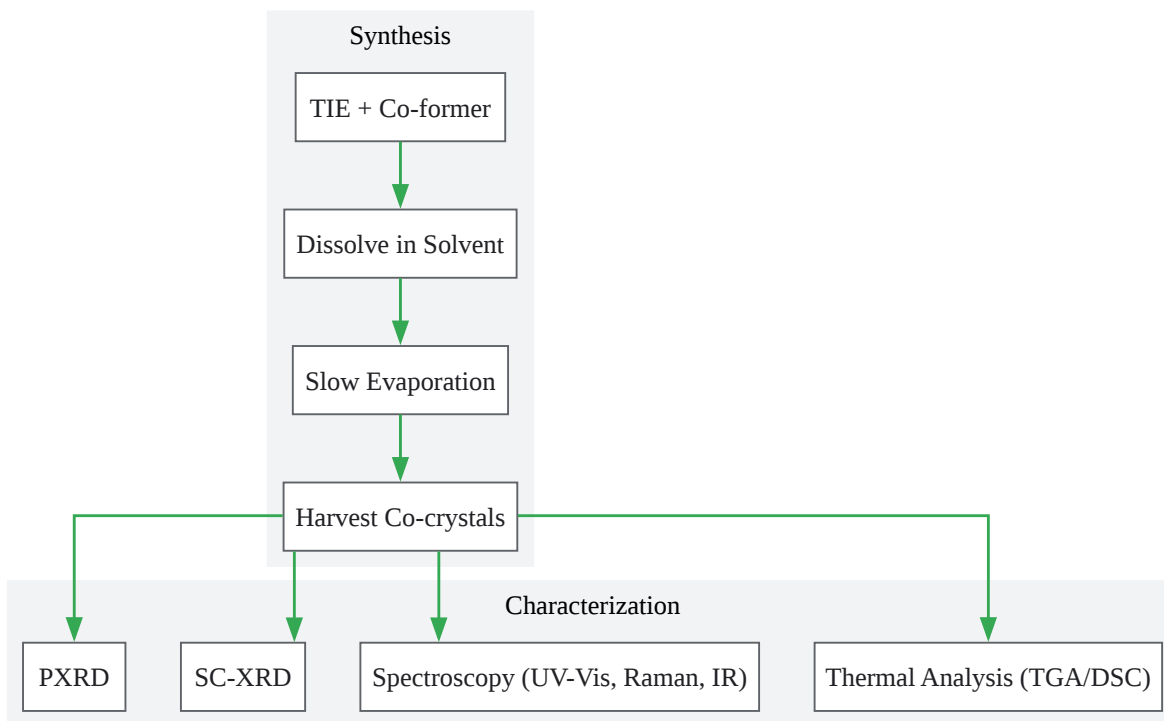 Synthesis
TIE + Co-former
Dissolve in Solvent
Slow Evaporation
Harvest Co-crystals
Characterization
PXRD
SC-XRD
Spectroscopy (UV-Vis, Raman, IR)
Thermal Analysis (TGA/DSC)